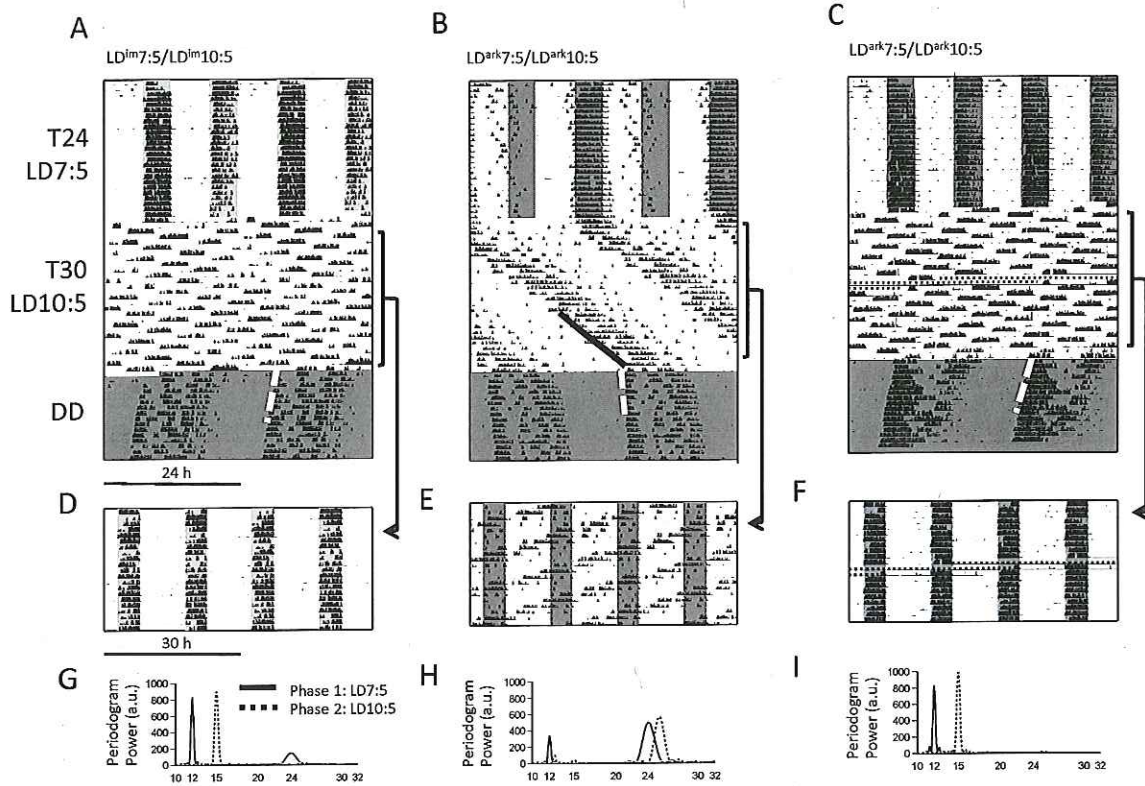 A
B
C
LDim7:5/LDim10:5
LDark7:5/LDark10:5
LDark7:5/LDark10:5
T24
LD7:5
T30
LD10:5
DD
24 h
D
E
F
30 h
G
H
I
Periodogram
Power (a.u.)
1000
800
600
400
200
0
10 12 15 20 24 30 32
Phase 1: LD7:5
Phase 2: LD10:5
Periodogram
Power (a.u.)
1000
800
600
400
200
0
10 12 15 20 24 30 32
Periodogram
Power (a.u.)
1000
800
600
400
200
0
10 12 15 20 24 30 32